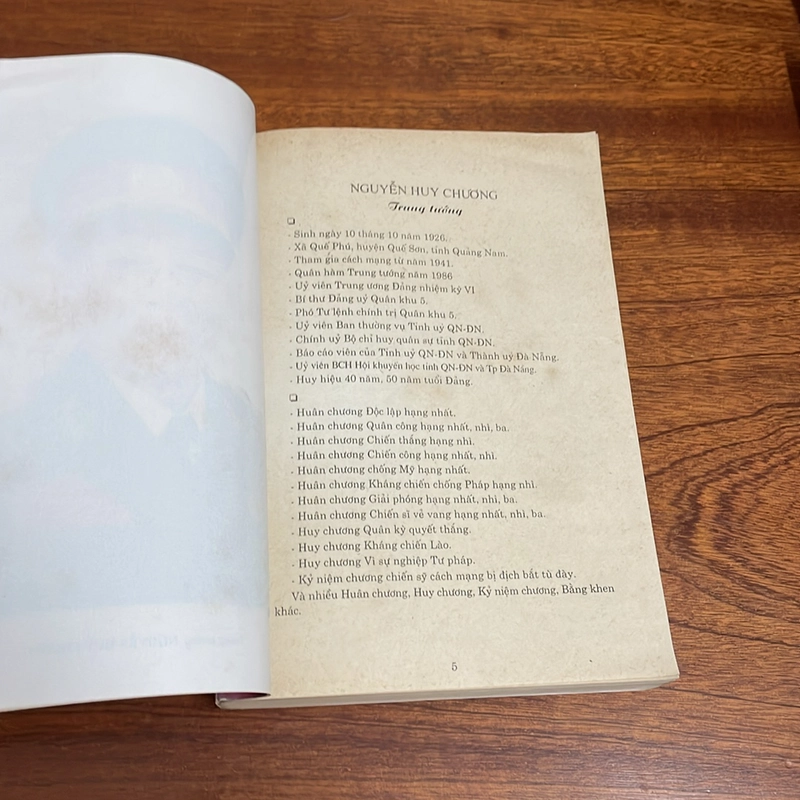 NGUYỄN HUY CHƯƠNG
Trung tướng
- Sinh ngày 10 tháng 10 năm 1926.
- Xã Quế Phú, huyện Quế Sơn, tỉnh Quảng Nam.
- Tham gia cách mạng từ năm 1941.
- Quân hàm Trung tướng năm 1986
- Uỷ viên Trung ương Đảng nhiệm kỳ VI
- Bí thư Đảng uỷ Quân khu 5.
- Phó Tư lệnh chính trị Quân khu 5.
- Uỷ viên Ban thường vụ Tỉnh uỷ QN-ĐN.
- Chính uỷ Bộ chỉ huy quân sự tỉnh QN-ĐN.
- Báo cáo viên của Tỉnh uỷ QN-ĐN và Thành uỷ Đà Nẵng.
- Uỷ viên BCH Hội khuyến học tỉnh QN-ĐN và Tp Đà Nẵng.
- Huy hiệu 40 năm, 50 năm tuổi Đảng.
- Huân chương Độc lập hạng nhất.
- Huân chương Quân công hạng nhất, nhì, ba.
- Huân chương Chiến thắng hạng nhì.
- Huân chương Chiến công hạng nhất, nhì.
- Huân chương chống Mỹ hạng nhất.
- Huân chương Kháng chiến chống Pháp hạng nhì.
- Huân chương Giải phóng hạng nhất, nhì, ba.
- Huân chương Chiến sĩ vẻ vang hạng nhất, nhì, ba.
- Huy chương Quân kỳ quyết thắng.
- Huy chương Kháng chiến Lào.
- Huy chương Vì sự nghiệp Tư pháp.
- Kỷ niệm chương chiến sỹ cách mạng bị địch bắt tù đày.
Và nhiều Huân chương, Huy chương, Kỷ niệm chương, Bằng khen
khác.
5